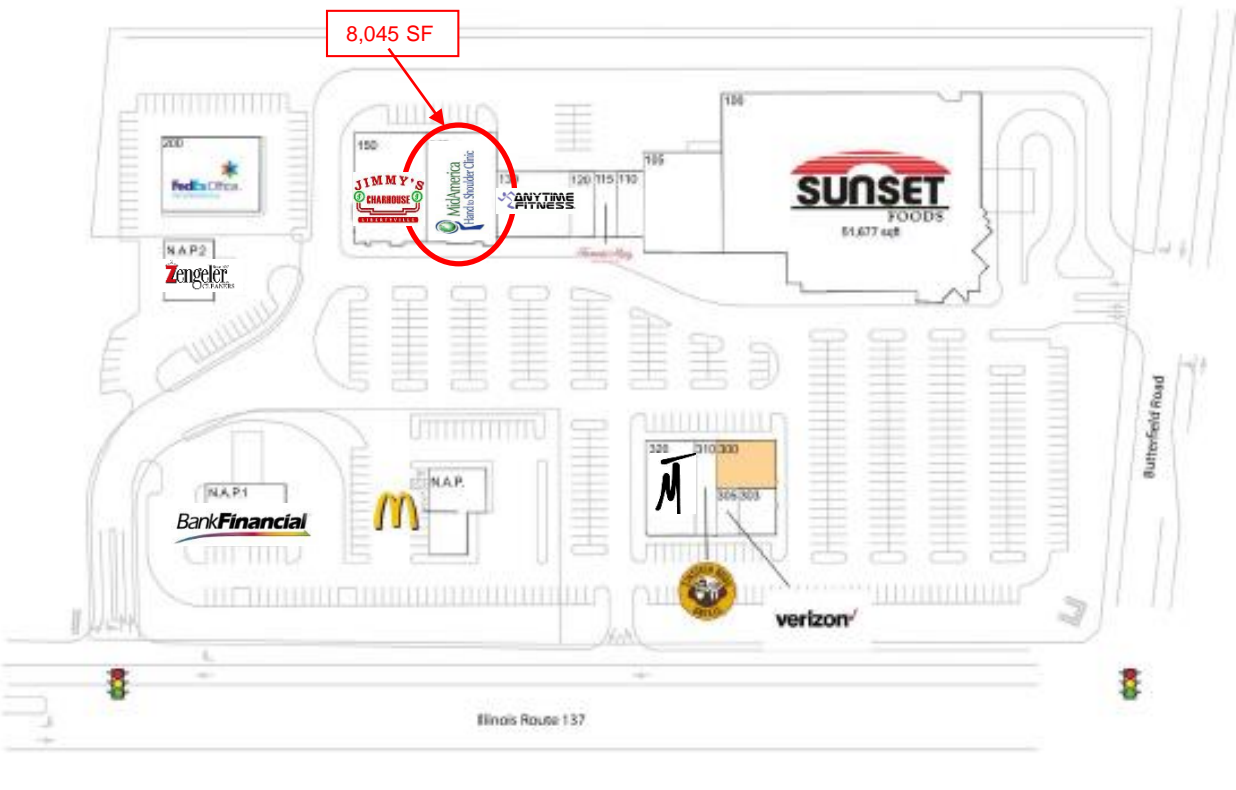 8,045 SF
100
200
FedEx Office.
150
JIMMY'S
CHARHOUSE
LIBERTYVILLE
MidAmerica
Hand to Shoulder Clinic
ANYTIME
FITNESS.
120 115 110
105
SUNSET
FOODS
51,677 sqft
N.A.P.2
Zengeler
CLEANERS
N.A.P.1
BankFinancial
N.A.P.
320 310 300
305 303
verizon
Butterfield Road
Illinois Route 137